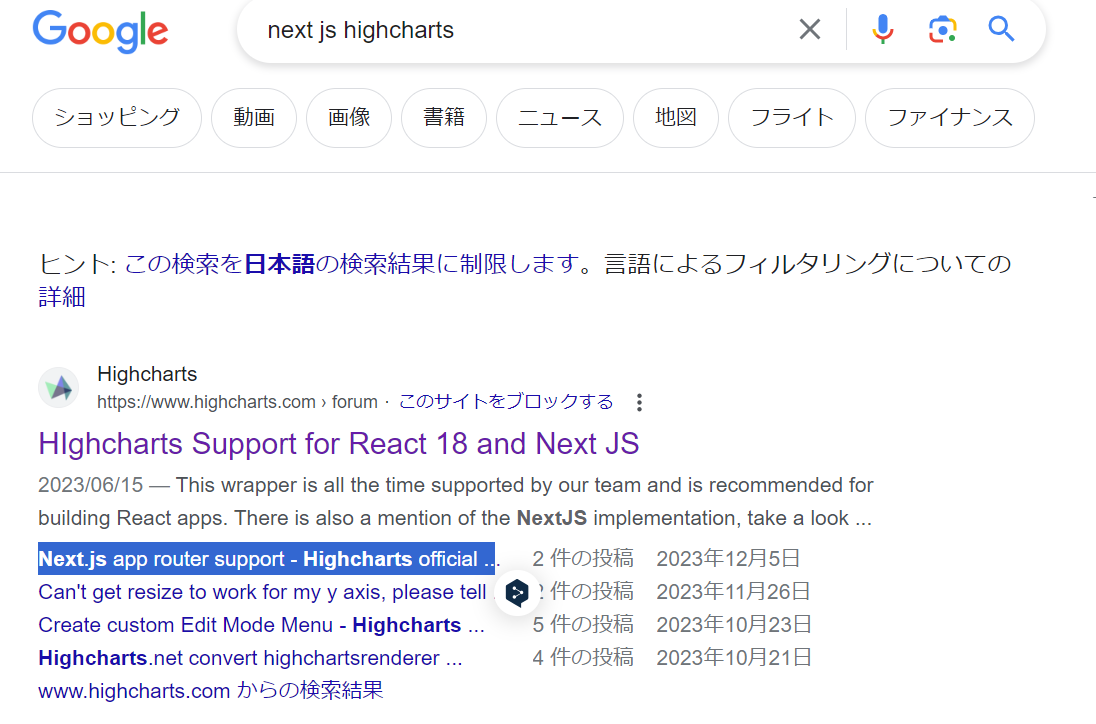 Google
next js highcharts
ショッピング 動画 画像 書籍 ニュース 地図 フライト ファイナンス
ヒント: この検索を日本語の検索結果に制限します。言語によるフィルタリングについての
詳細
Highcharts
https://www.highcharts.com › forum · このサイトをブロックする
HIghcharts Support for React 18 and Next JS
2023/06/15 — This wrapper is all the time supported by our team and is recommended for
building React apps. There is also a mention of the NextJS implementation, take a look ...
Next.js app router support - Highcharts official ... 2 件の投稿 2023年12月5日
Can't get resize to work for my y axis, please tell 2 件の投稿 2023年11月26日
Create custom Edit Mode Menu - Highcharts ... 5 件の投稿 2023年10月23日
Highcharts.net convert highchartsrenderer ... 4 件の投稿 2023年10月21日
www.highcharts.com からの検索結果